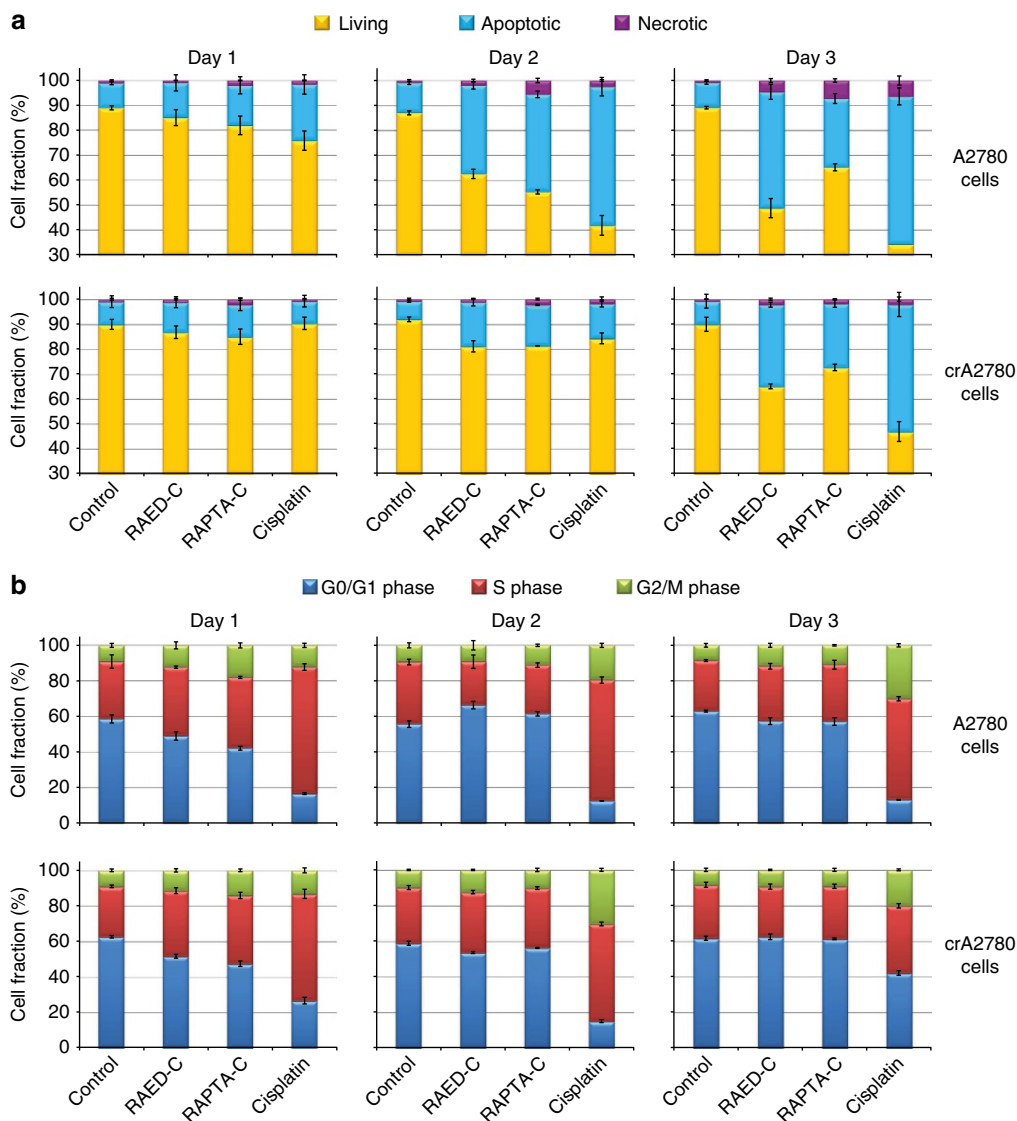 a
Living Apoptotic Necrotic
Day 1 Day 2 Day 3
Cell fraction (%)
100
90
80
70
60
50
40
30
A2780
cells
Cell fraction (%)
100
90
80
70
60
50
40
30
crA2780
cells
Control RAED-C RAPTA-C Cisplatin Control RAED-C RAPTA-C Cisplatin Control RAED-C RAPTA-C Cisplatin
b
G0/G1 phase S phase G2/M phase
Day 1 Day 2 Day 3
Cell fraction (%)
100
80
60
40
20
0
A2780
cells
Cell fraction (%)
100
80
60
40
20
0
crA2780
cells
Control RAED-C RAPTA-C Cisplatin Control RAED-C RAPTA-C Cisplatin Control RAED-C RAPTA-C Cisplatin